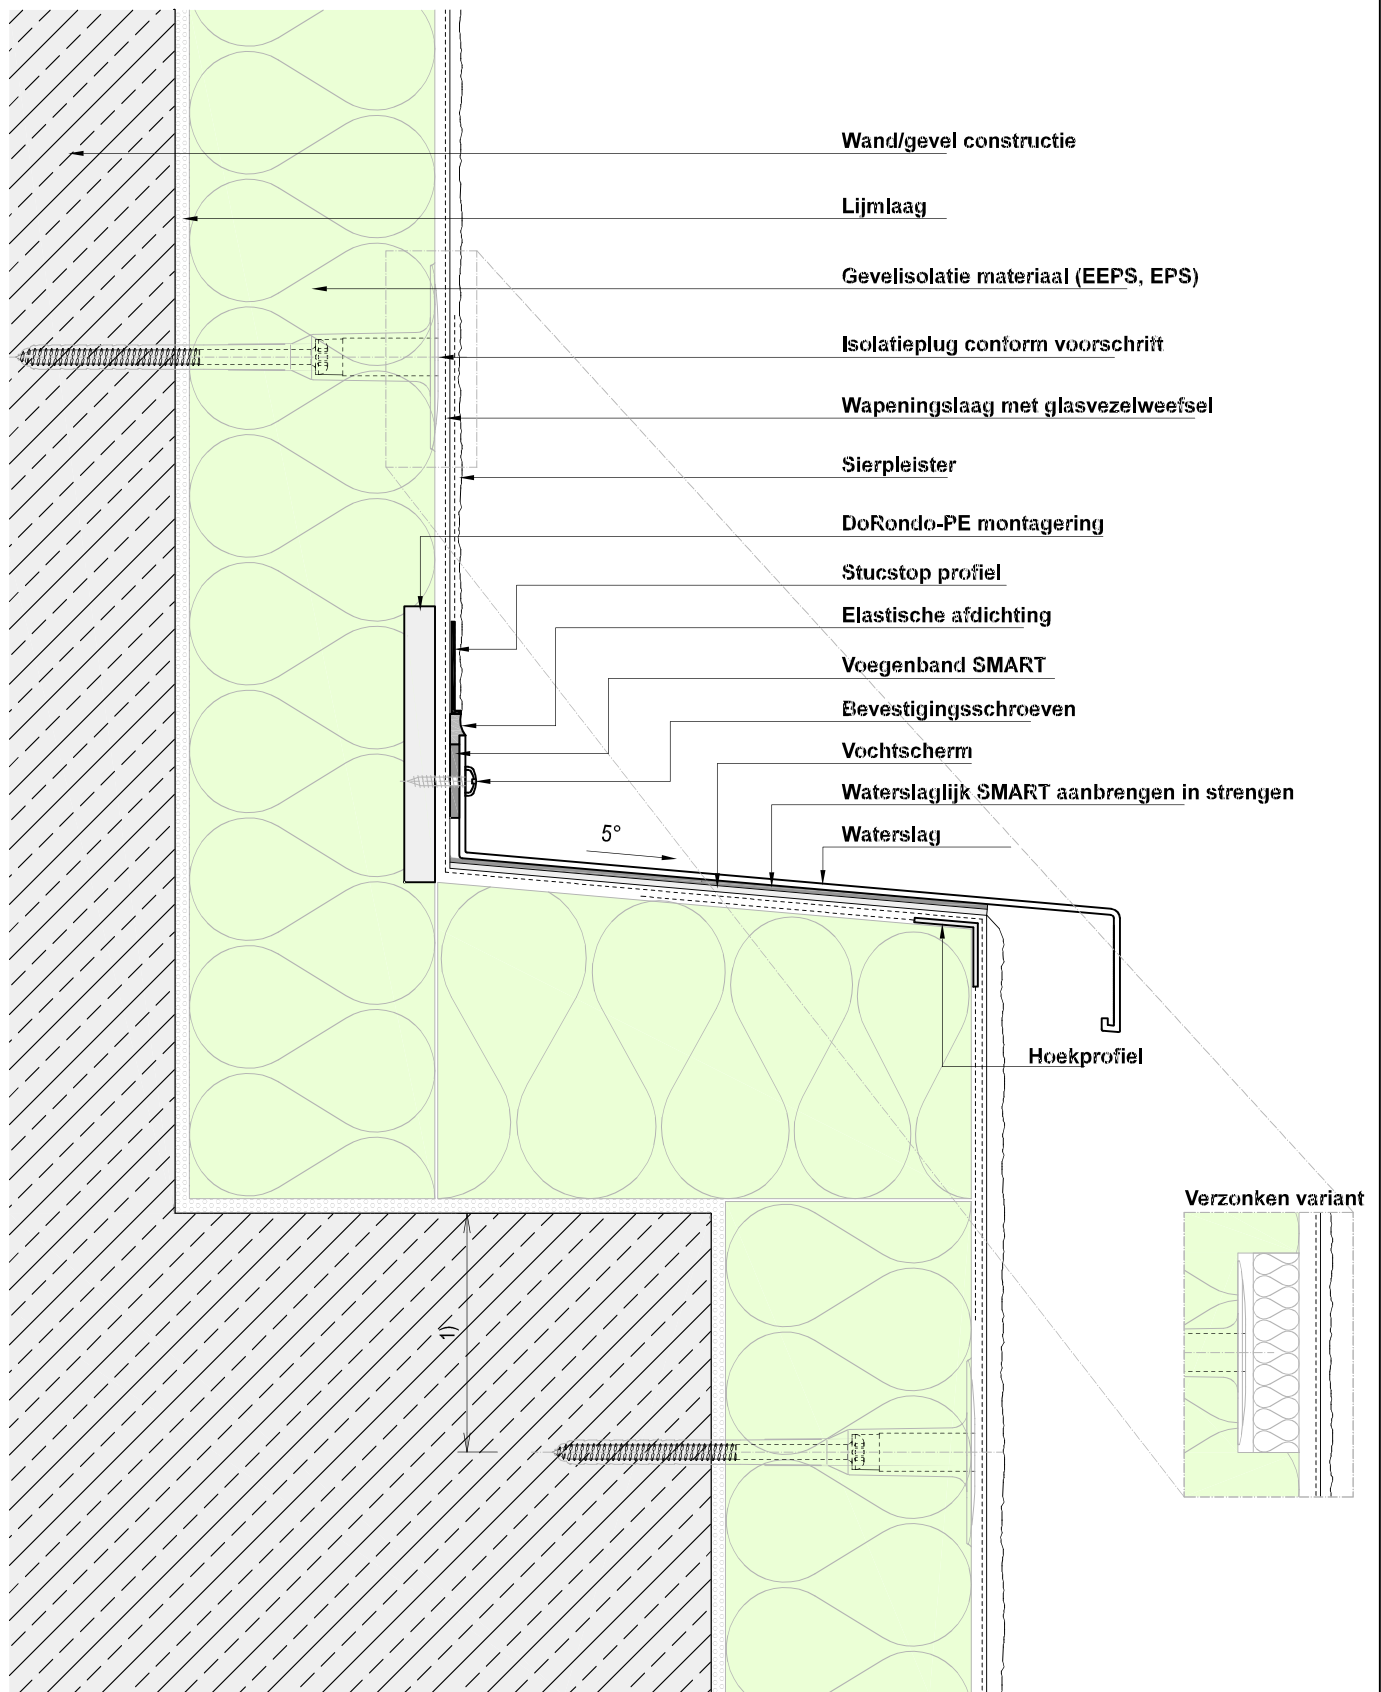 Wand/gevel constructie
Lijmlaag
Gevelisolatie materiaal (EEPS, EPS)
Isolatieplug conform voorschrift
Wapeningslaag met glasvezelweefsel
Sierpleister
DoRondo-PE montagering
Stucstop profiel
Elastische afdichting
Voegenband SMART
Bevestigingsschroeven
Vochtscherm
Waterslaglijk SMART aanbrengen in strengen
5°
Waterslag
Hoekprofiel
Verzonken variant
1)